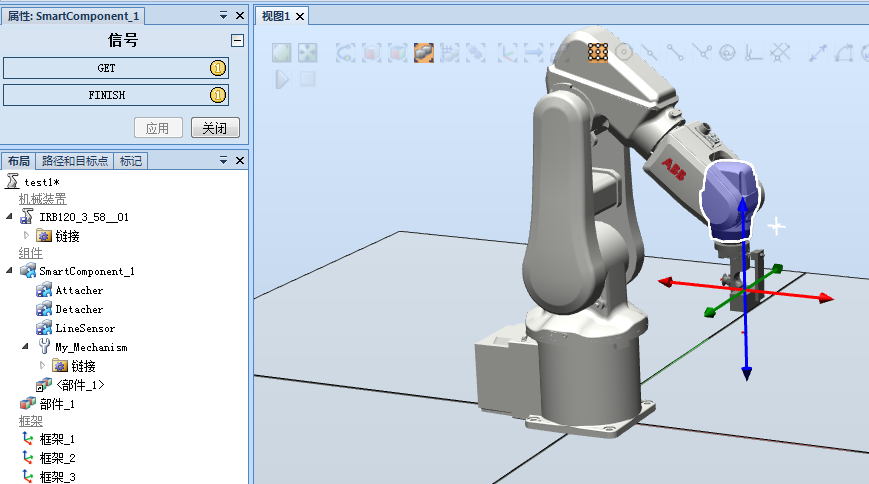 属性: SmartComponent_1
信号
GET 1
FINISH 1
应用 关闭
布局 路径和目标点 标记
test1*
机械装置
IRB120_3_58__01
链接
组件
SmartComponent_1
Attacher
Detacher
LineSensor
My_Mechanism
链接
<部件_1>
部件_1
框架
框架_1
框架_2
框架_3
视图1
ABB